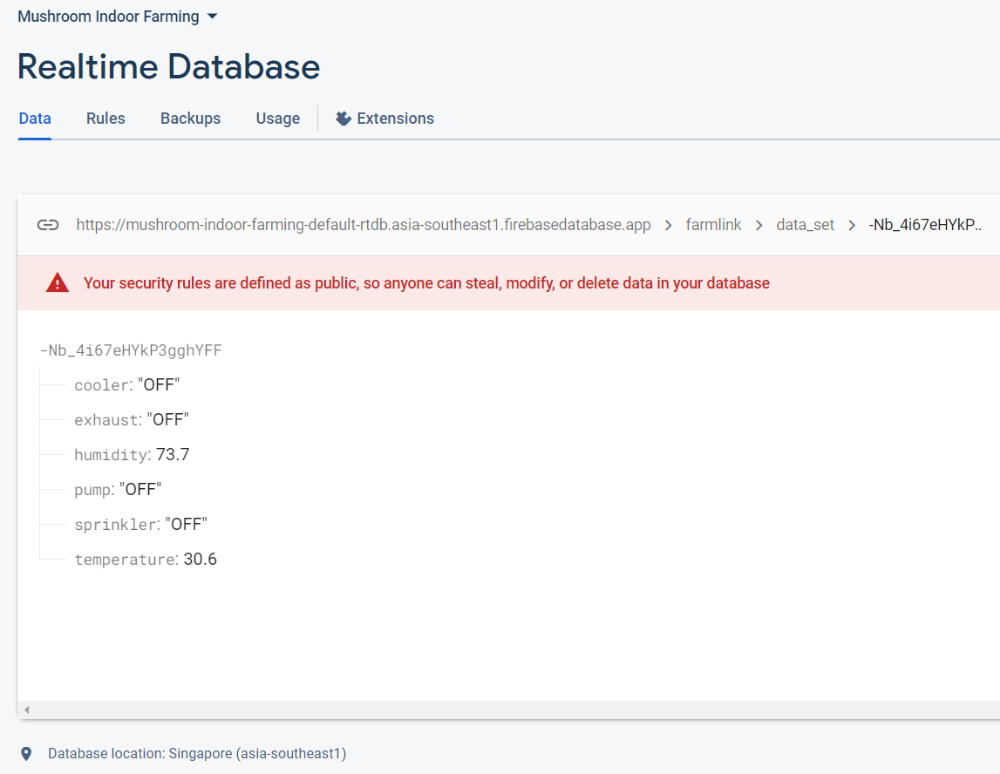 Mushroom Indoor Farming
Realtime Database
Data Rules Backups Usage Extensions
https://mushroom-indoor-farming-default-rtdb.asia-southeast1.firebasedatabase.app > farmlink > data_set > -Nb_4i67eHYkP..
Your security rules are defined as public, so anyone can steal, modify, or delete data in your database
-Nb_4i67eHYkP3gghYFF
cooler: "OFF"
exhaust: "OFF"
humidity: 73.7
pump: "OFF"
sprinkler: "OFF"
temperature: 30.6
Database location: Singapore (asia-southeast1)